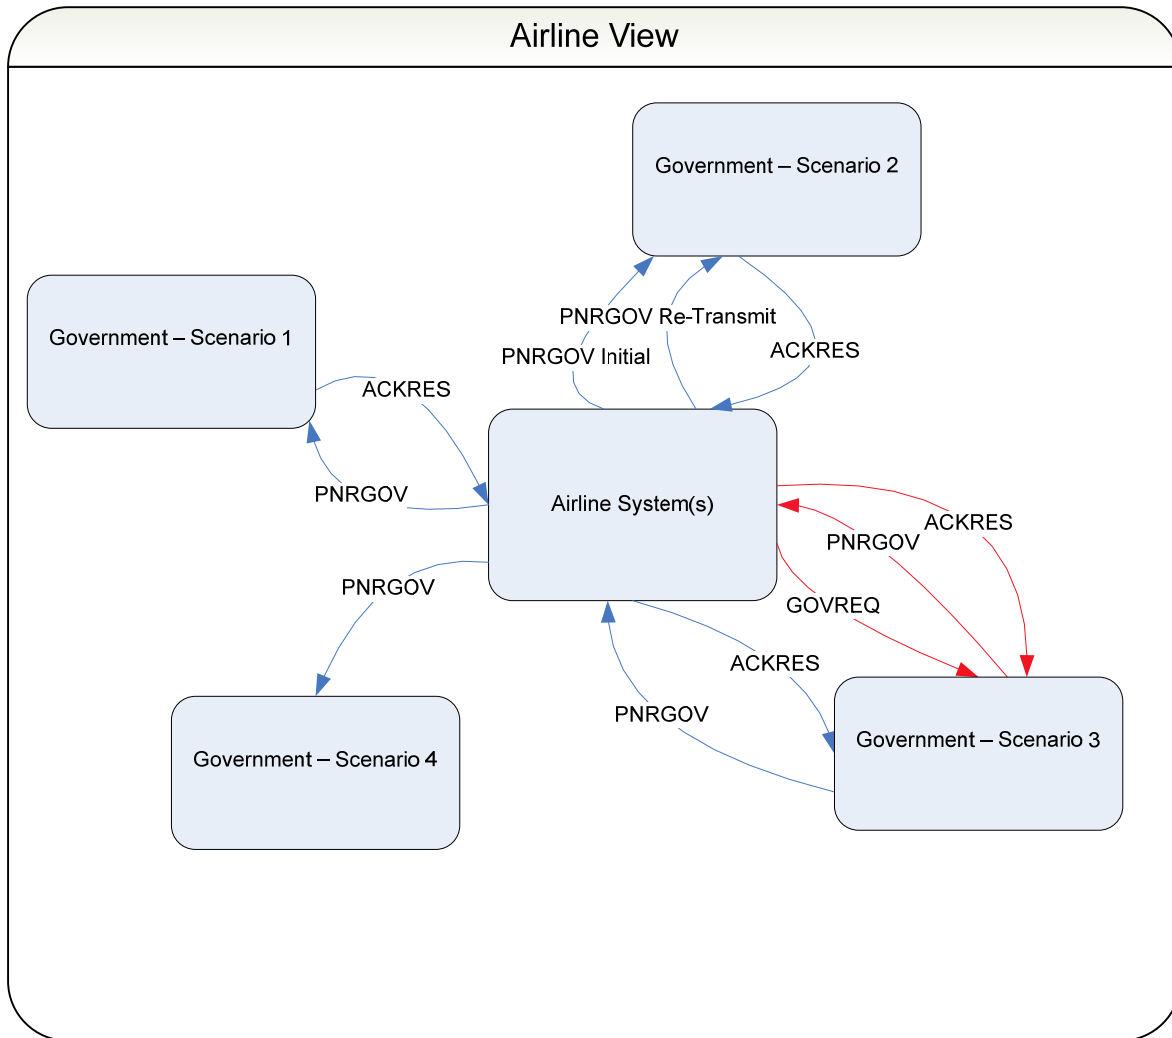 Airline View
Government – Scenario 2
Government – Scenario 1
PNRGOV Re-Transmit
PNRGOV Initial
ACKRES
ACKRES
PNRGOV
Airline System(s)
ACKRES
PNRGOV
GOVREQ
PNRGOV
ACKRES
PNRGOV
Government – Scenario 3
Government – Scenario 4